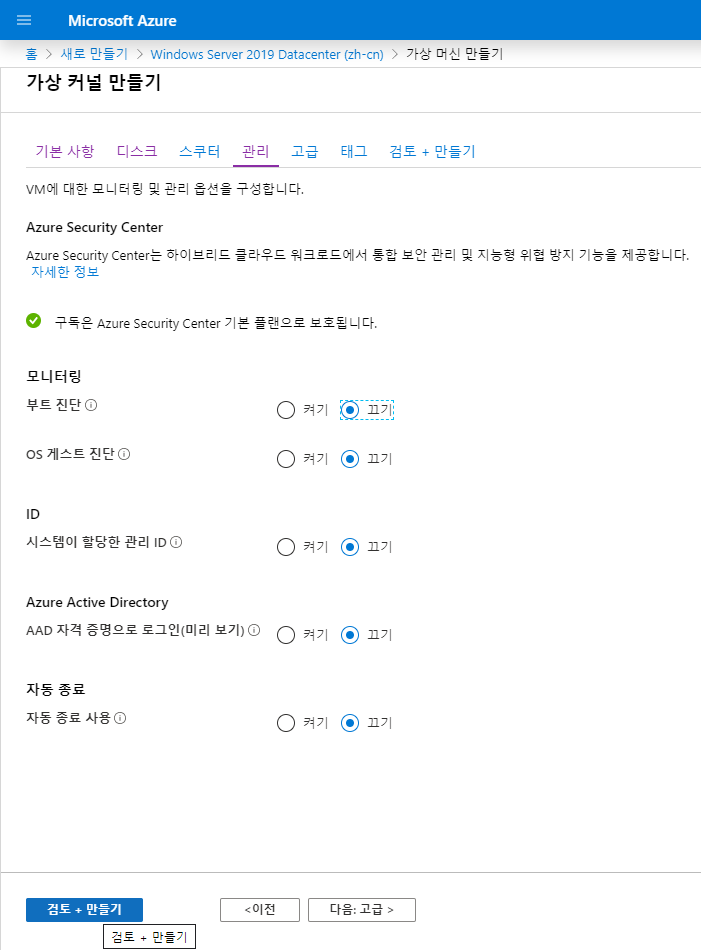 Microsoft Azure
홈 > 새로 만들기 > Windows Server 2019 Datacenter (zh-cn) > 가상 머신 만들기
가상 커널 만들기
기본 사항 디스크 스쿠터 관리 고급 태그 검토 + 만들기
VM에 대한 모니터링 및 관리 옵션을 구성합니다.
Azure Security Center
Azure Security Center는 하이브리드 클라우드 워크로드에서 통합 보안 관리 및 지능형 위협 방지 기능을 제공합니다.
자세한 정보
구독은 Azure Security Center 기본 플랜으로 보호됩니다.
모니터링
부트 진단 켜기 끄기
OS 게스트 진단 켜기 끄기
ID
시스템이 할당한 관리 ID 켜기 끄기
Azure Active Directory
AAD 자격 증명으로 로그인(미리 보기) 켜기 끄기
자동 종료
자동 종료 사용 켜기 끄기
검토 + 만들기 <이전 다음: 고급 >
검토 + 만들기